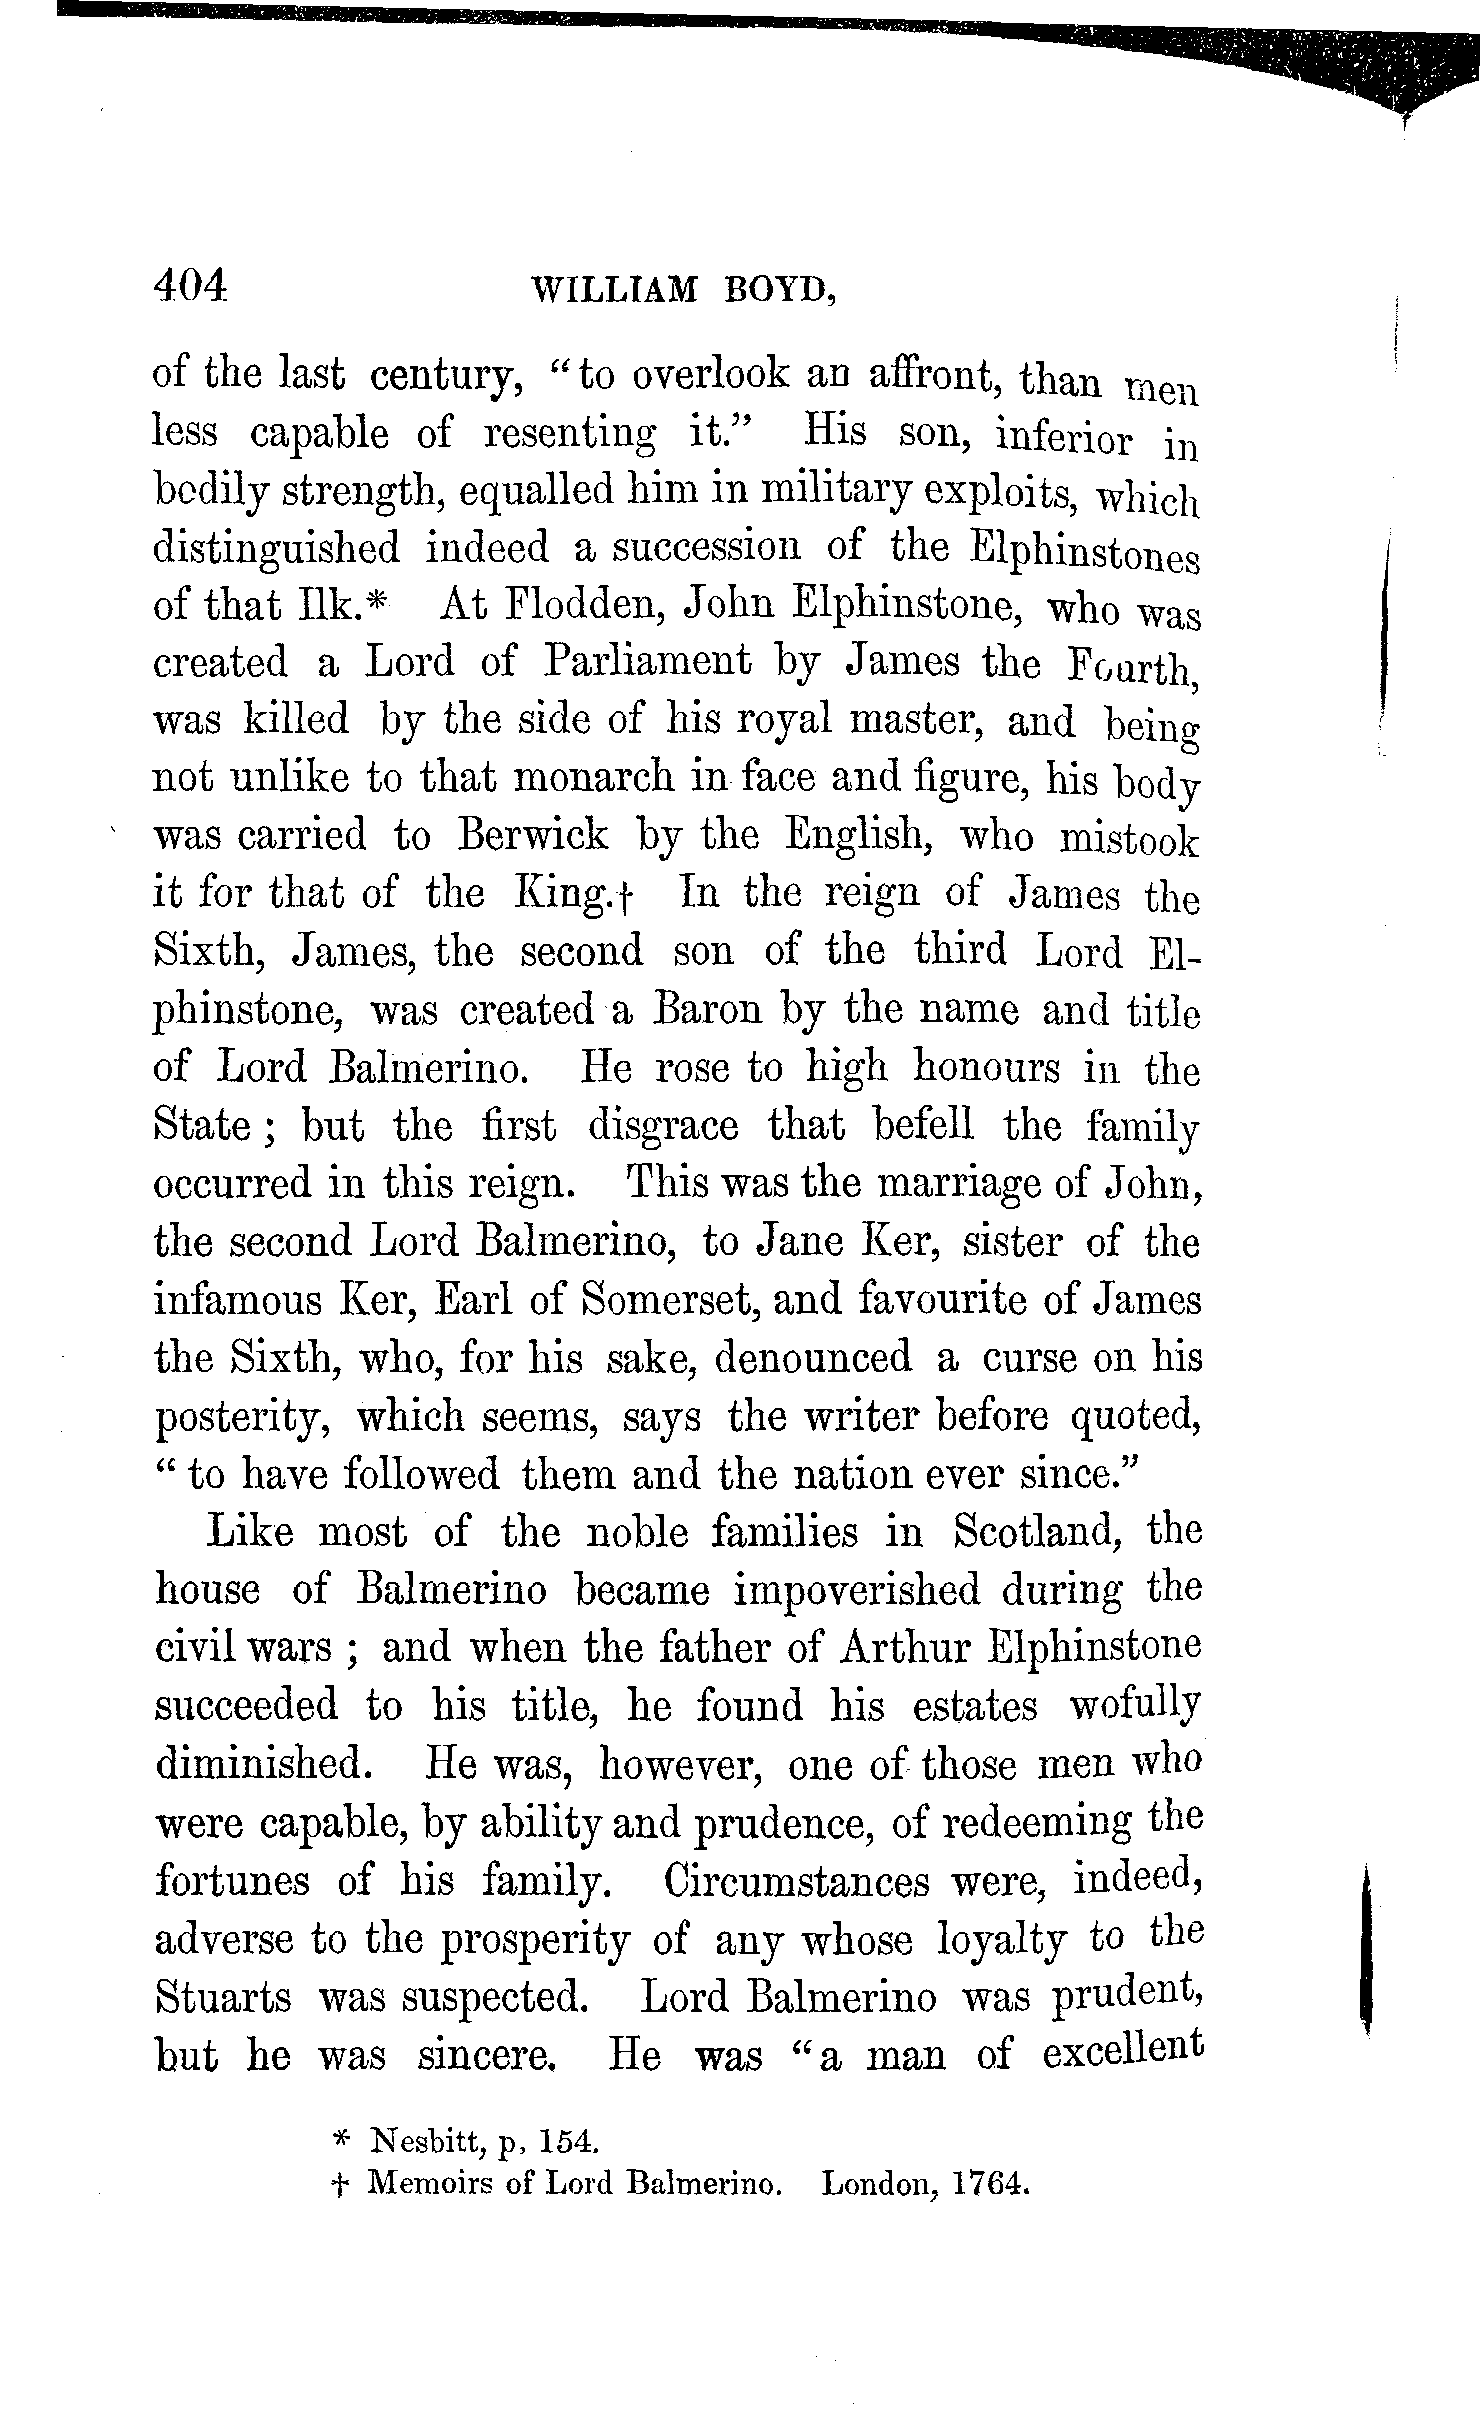 404 WILLIAM BOYD,
of the last century, "to overlook an affront, than men
less capable of resenting it." His son, inferior in
bodily strength, equalled him in military exploits, which
distinguished indeed a succession of the Elphinstones
of that Ilk.* At Flodden, John Elphinstone, who was
created a Lord of Parliament by James the Fourth,
was killed by the side of his royal master, and being
not unlike to that monarch in face and figure, his body
was carried to Berwick by the English, who mistook
it for that of the King.† In the reign of James the
Sixth, James, the second son of the third Lord El-
phinstone, was created a Baron by the name and title
of Lord Balmerino. He rose to high honours in the
State; but the first disgrace that befell the family
occurred in this reign. This was the marriage of John,
the second Lord Balmerino, to Jane Ker, sister of the
infamous Ker, Earl of Somerset, and favourite of James
the Sixth, who, for his sake, denounced a curse on his
posterity, which seems, says the writer before quoted,
"to have followed them and the nation ever since."
Like most of the noble families in Scotland, the
house of Balmerino became impoverished during the
civil wars; and when the father of Arthur Elphinstone
succeeded to his title, he found his estates wofully
diminished. He was, however, one of those men who
were capable, by ability and prudence, of redeeming the
fortunes of his family. Circumstances were, indeed,
adverse to the prosperity of any whose loyalty to the
Stuarts was suspected. Lord Balmerino was prudent,
but he was sincere. He was "a man of excellent
* Nesbitt, p. 154.
† Memoirs of Lord Balmerino. London, 1764.